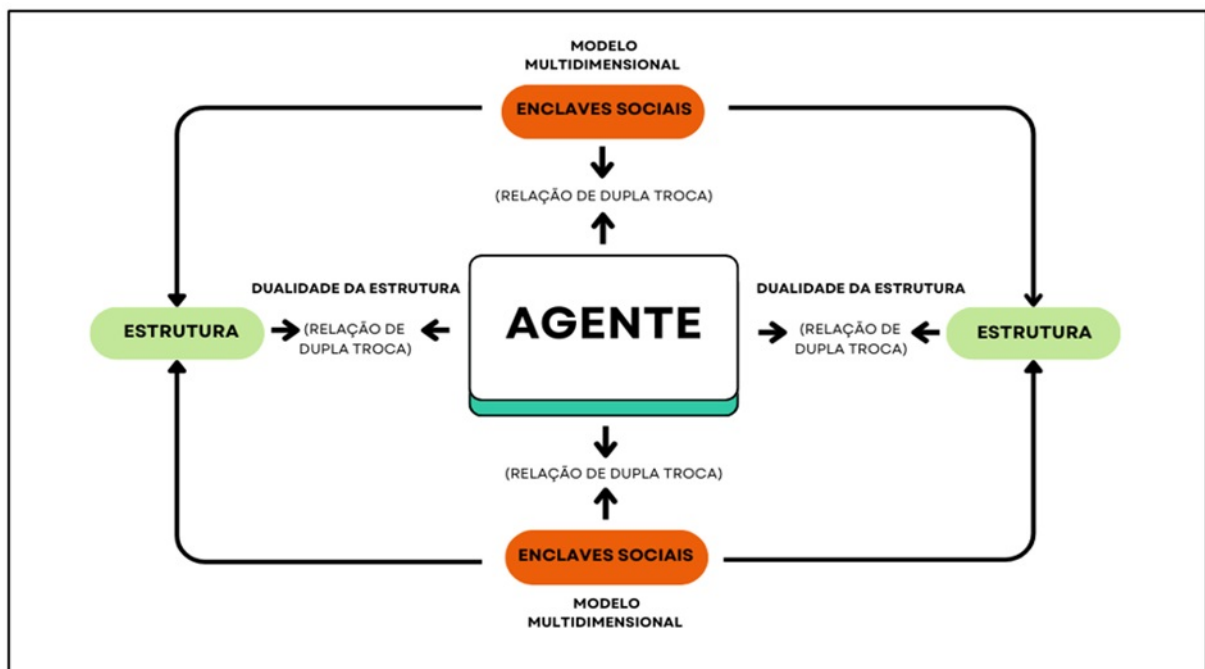 MODELO
MULTIDIMENSIONAL
ENCLAVES SOCIAIS
(RELAÇÃO DE DUPLA TROCA)
DUALIDADE DA ESTRUTURA
ESTRUTURA
(RELAÇÃO DE
DUPLA TROCA)
AGENTE
DUALIDADE DA ESTRUTURA
(RELAÇÃO DE
DUPLA TROCA)
ESTRUTURA
(RELAÇÃO DE DUPLA TROCA)
ENCLAVES SOCIAIS
MODELO
MULTIDIMENSIONAL